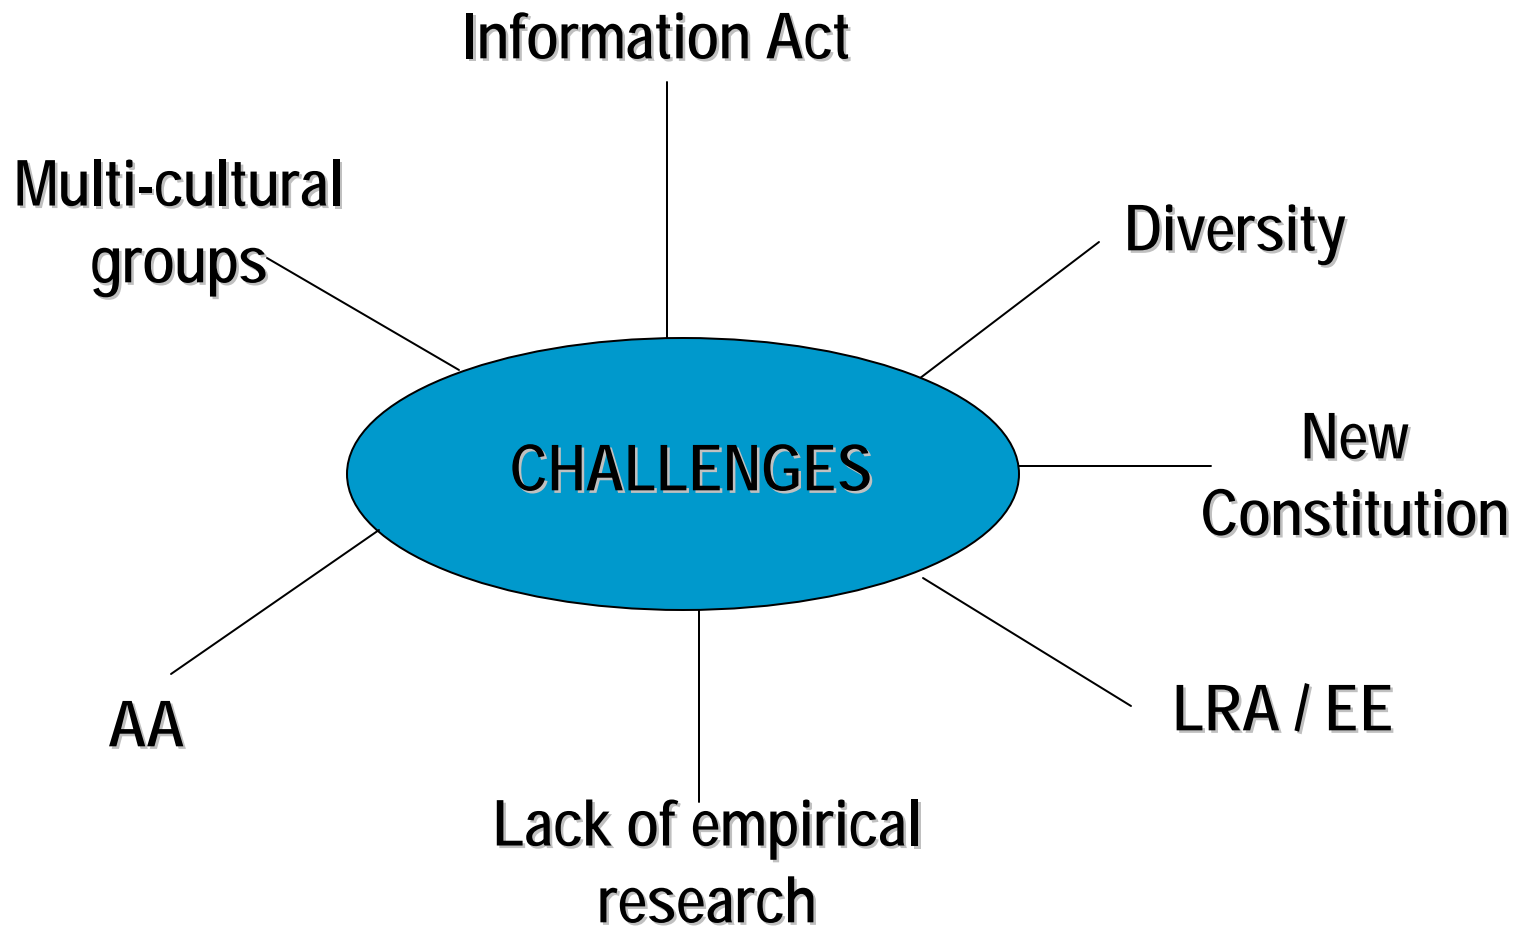 Information Act
Multi-cultural
groups
Diversity
New
Constitution
CHALLENGES
LRA / EE
AA
Lack of empirical
research